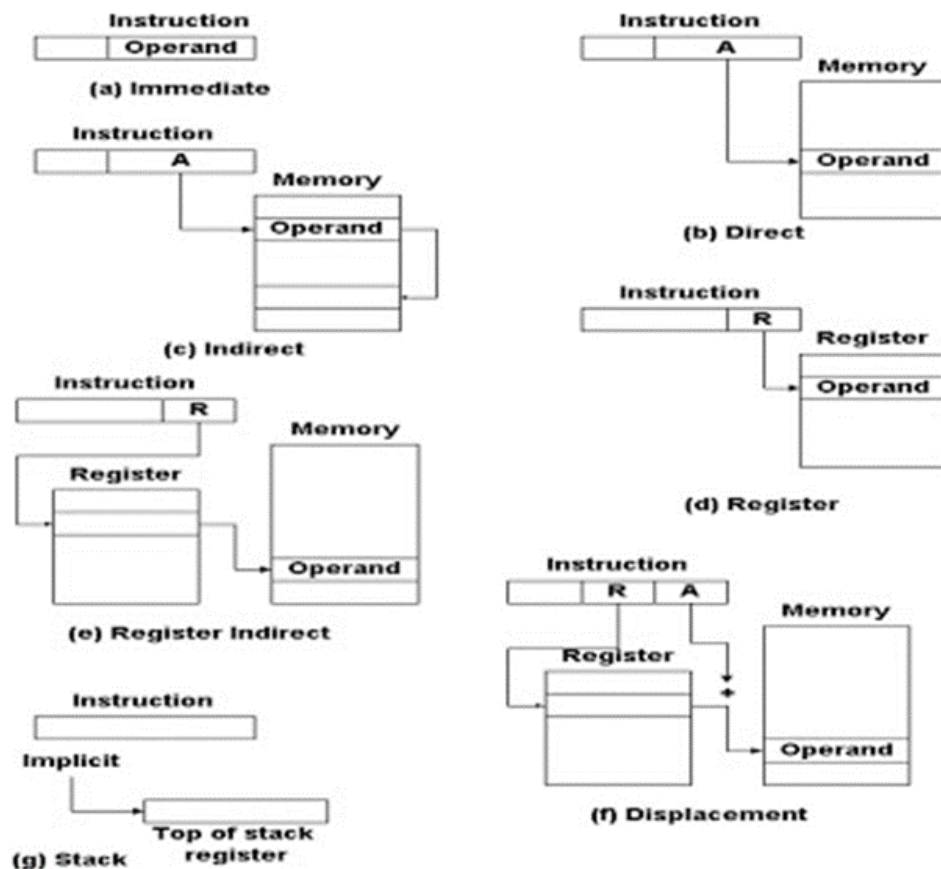 Instruction
Operand
(a) Immediate
Instruction
A
Memory
Operand
(b) Direct
Instruction
A
Memory
Operand
(c) Indirect
Instruction
R
Register
Operand
(d) Register
Instruction
R
Register
Memory
Operand
(e) Register Indirect
Instruction
R A
Register
+
Memory
Operand
(f) Displacement
Instruction
Implicit
Top of stack
register
(g) Stack